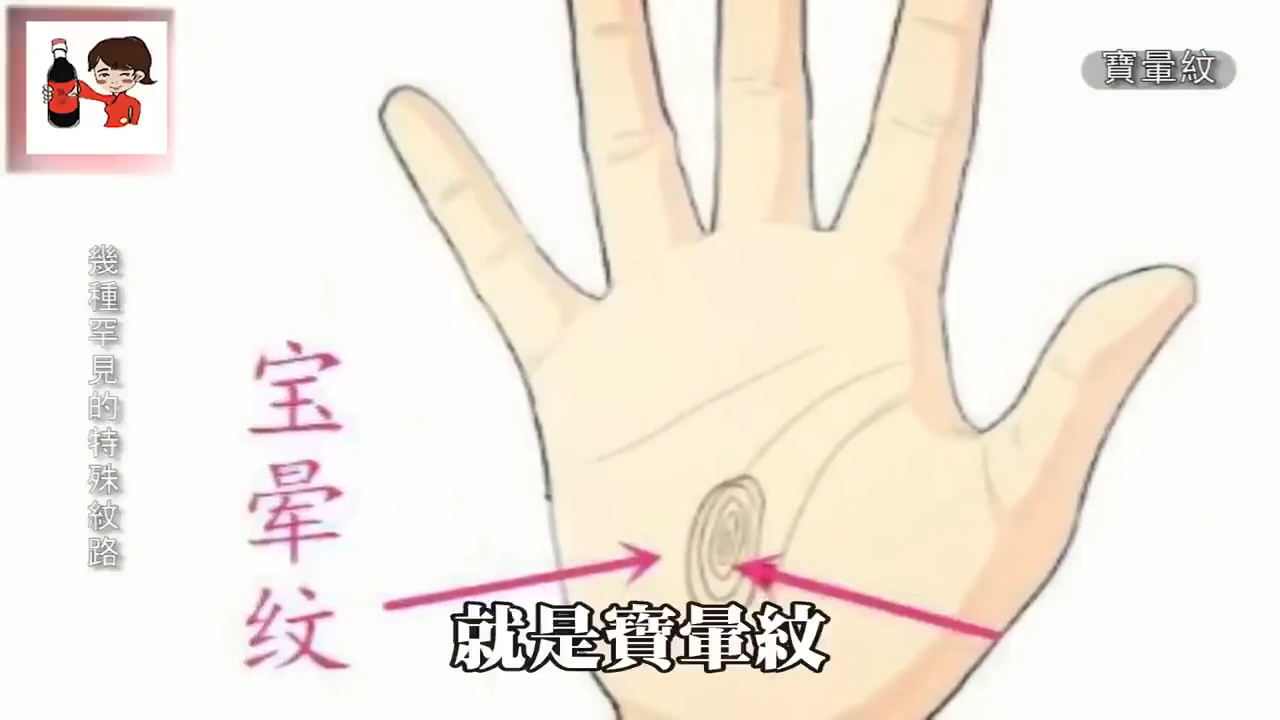 寶暈紋
幾種罕見的特殊紋路
宝晕纹
就是寶暈紋